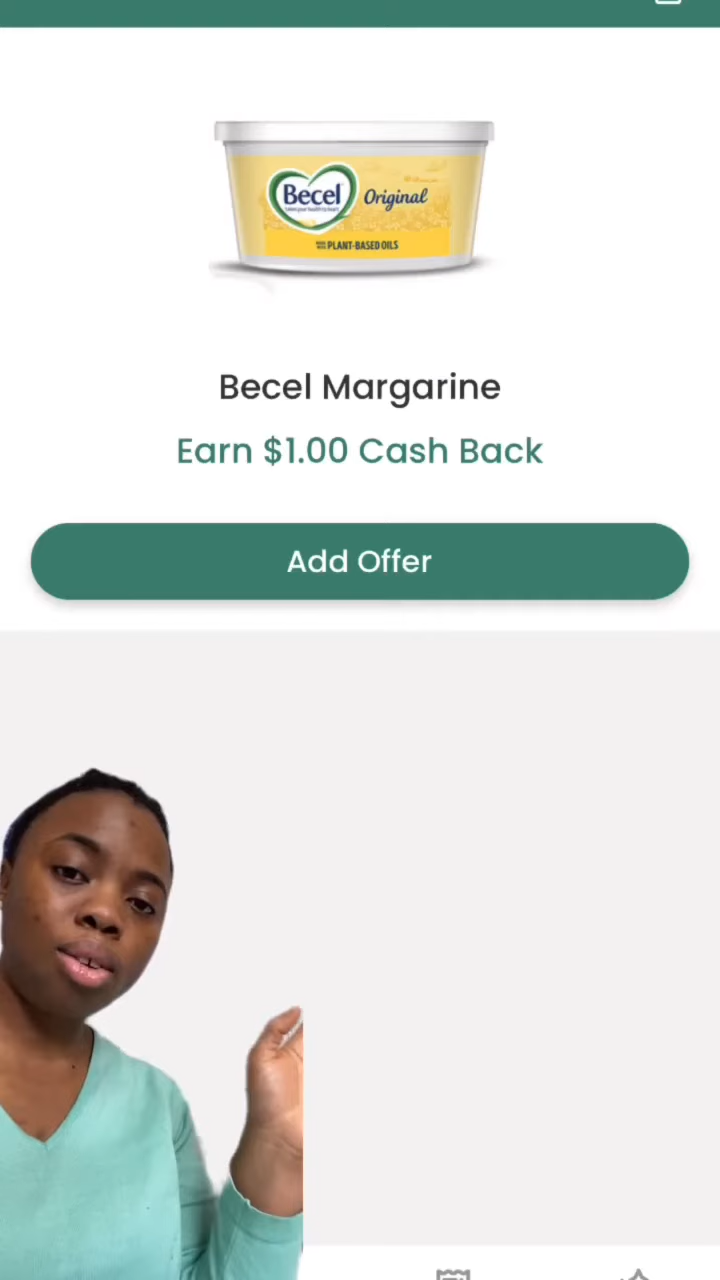 Becel
Original
PLANT-BASED OILS
Becel Margarine
Earn $1.00 Cash Back
Add Offer